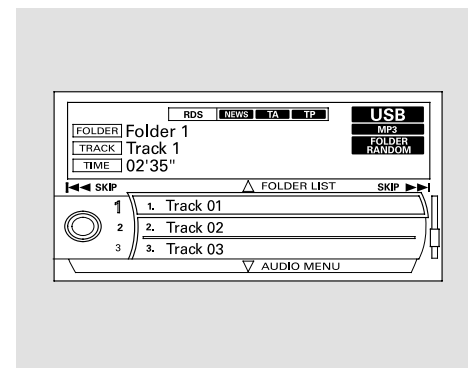 RDS NEWS TA TP USB
MP3
FOLDER Folder 1 FOLDER RANDOM
TRACK Track 1
TIME 02'35"
SKIP FOLDER LIST SKIP
1 1. Track 01
2 2. Track 02
3 3. Track 03
AUDIO MENU